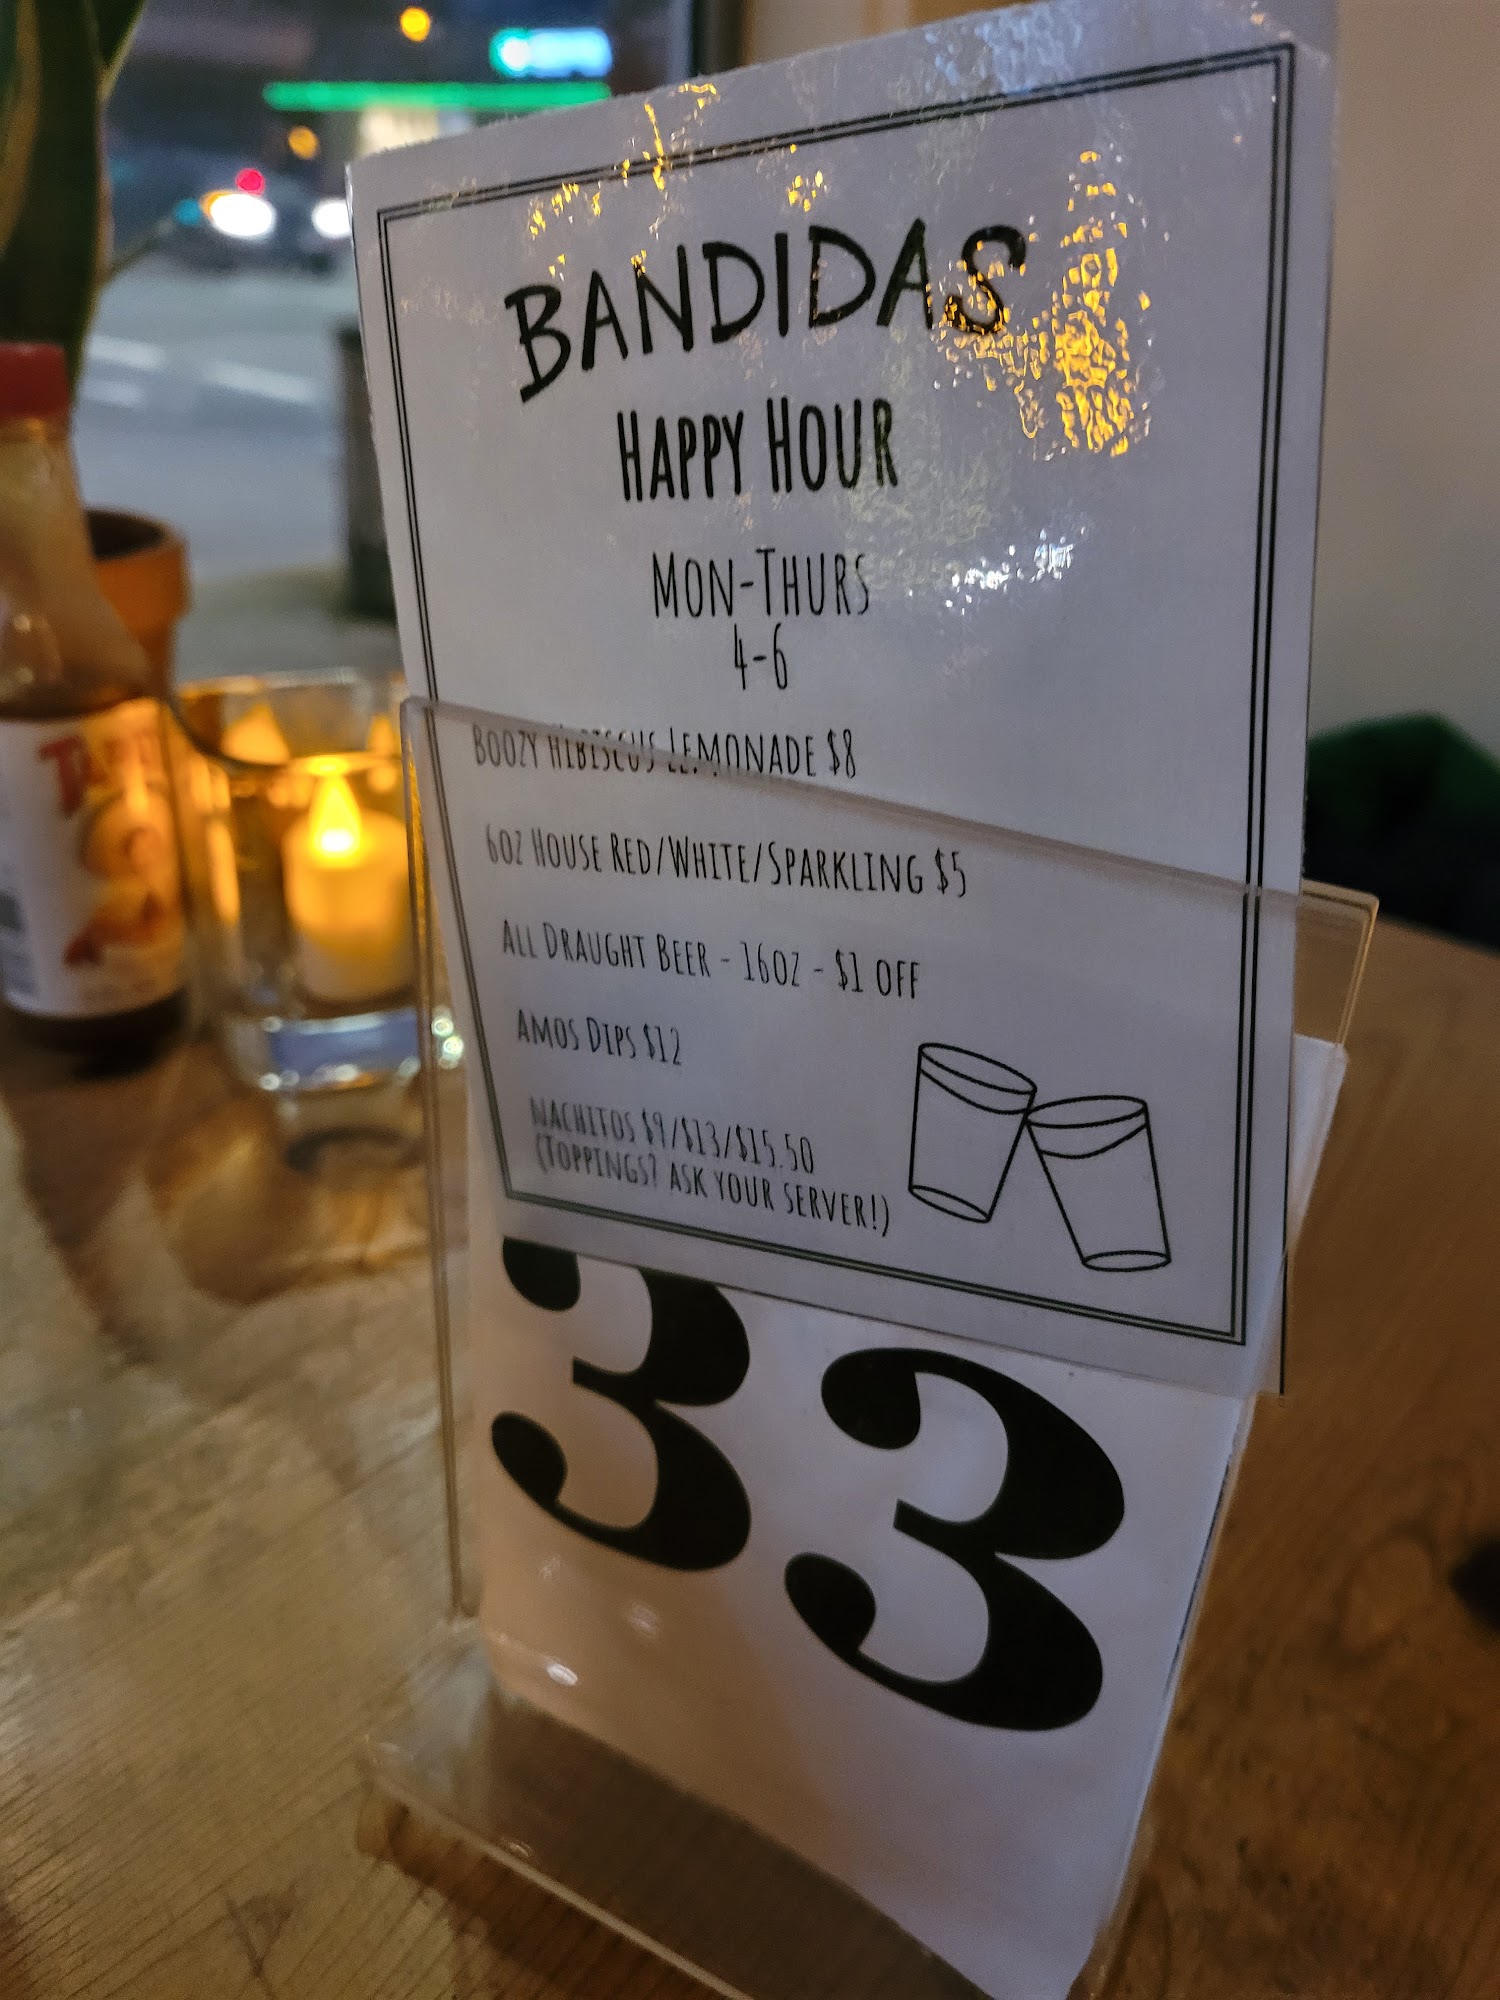 BANDIDAS
HAPPY HOUR
MON-THURS
4-6
BOOZY HIBISCUS LEMONADE $8
6OZ HOUSE RED/WHITE/SPARKLING $5
ALL DRAUGHT BEER - 16OZ - $1 OFF
AMOS DIPS $12
NACHITOS $9/$13/$15.50
(TOPPINGS? ASK YOUR SERVER!)
33